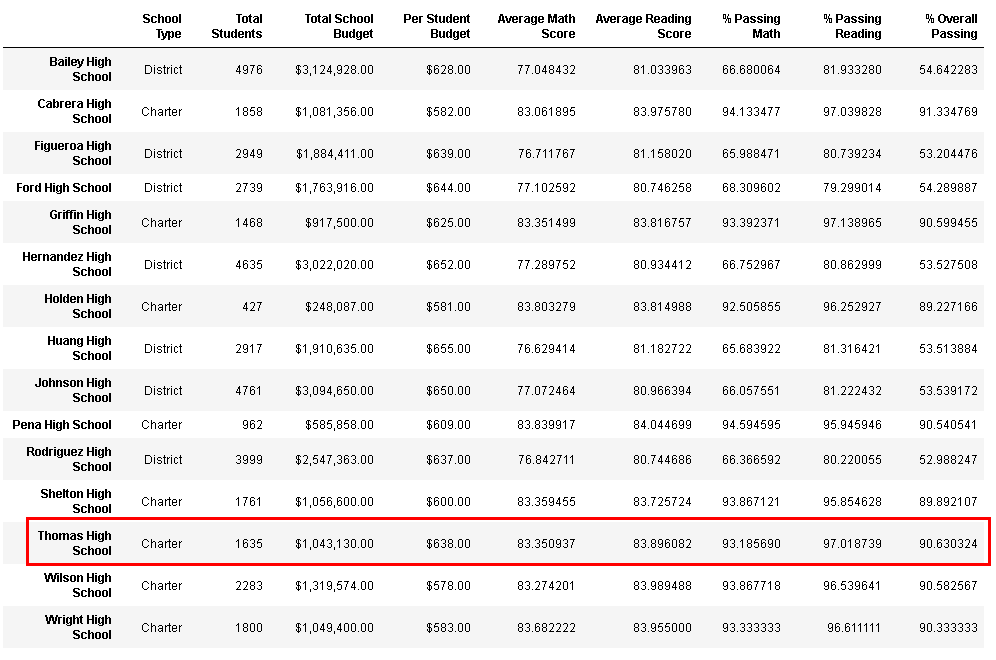 School Type Total Students Total School Budget Per Student Budget Average Math Score Average Reading Score % Passing Math % Passing Reading % Overall Passing
Bailey High School District 4976 $3,124,928.00 $628.00 77.048432 81.033963 66.680064 81.933280 54.642283
Cabrera High School Charter 1858 $1,081,356.00 $582.00 83.061895 83.975780 94.133477 97.039828 91.334769
Figueroa High School District 2949 $1,884,411.00 $639.00 76.711767 81.158020 65.988471 80.739234 53.204476
Ford High School District 2739 $1,763,916.00 $644.00 77.102592 80.746258 68.309602 79.299014 54.289887
Griffin High School Charter 1468 $917,500.00 $625.00 83.351499 83.816757 93.392371 97.138965 90.599455
Hernandez High School District 4635 $3,022,020.00 $652.00 77.289752 80.934412 66.752967 80.862999 53.527508
Holden High School Charter 427 $248,087.00 $581.00 83.803279 83.814988 92.505855 96.252927 89.227166
Huang High School District 2917 $1,910,635.00 $655.00 76.629414 81.182722 65.683922 81.316421 53.513884
Johnson High School District 4761 $3,094,650.00 $650.00 77.072464 80.966394 66.057551 81.222432 53.539172
Pena High School Charter 962 $585,858.00 $609.00 83.839917 84.044699 94.594595 95.945946 90.540541
Rodriguez High School District 3999 $2,547,363.00 $637.00 76.842711 80.744686 66.366592 80.220055 52.988247
Shelton High School Charter 1761 $1,056,600.00 $600.00 83.359455 83.725724 93.867121 95.854628 89.892107
Thomas High School Charter 1635 $1,043,130.00 $638.00 83.350937 83.896082 93.185690 97.018739 90.630324
Wilson High School Charter 2283 $1,319,574.00 $578.00 83.274201 83.989488 93.867718 96.539641 90.582567
Wright High School Charter 1800 $1,049,400.00 $583.00 83.682222 83.955000 93.333333 96.611111 90.333333